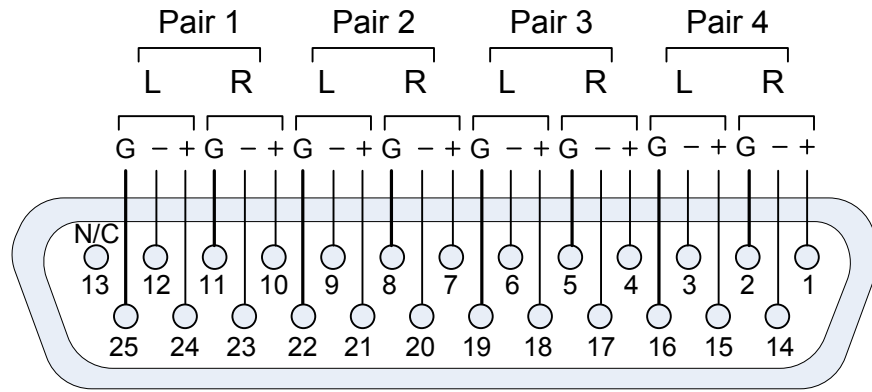 Pair 1 Pair 2 Pair 3 Pair 4
L R L R L R L R
G − + G − + G − + G − + G − + G − + G − + G − +
N/C
13 12 11 10 9 8 7 6 5 4 3 2 1
25 24 23 22 21 20 19 18 17 16 15 14